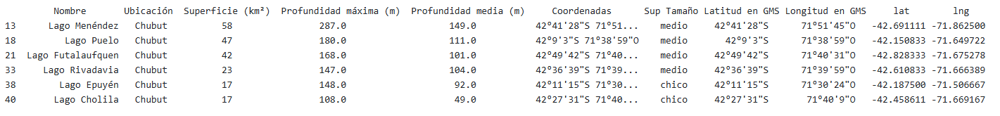 Nombre Ubicación Superficie (km²) Profundidad máxima (m) Profundidad media (m) Coordenadas Sup Tamaño Latitud en GMS Longitud en GMS lat lng
13 Lago Menéndez Chubut 58 287.0 149.0 42°41'28"S 71°51... medio 42°41'28"S 71°51'45"O -42.691111 -71.862500
18 Lago Puelo Chubut 47 180.0 111.0 42°9'3"S 71°38'59"O medio 42°9'3"S 71°38'59"O -42.150833 -71.649722
21 Lago Futalaufquen Chubut 42 168.0 101.0 42°49'42"S 71°40... medio 42°49'42"S 71°40'31"O -42.828333 -71.675278
33 Lago Rivadavia Chubut 23 147.0 104.0 42°36'39"S 71°39... medio 42°36'39"S 71°39'59"O -42.610833 -71.666389
38 Lago Epuyén Chubut 17 148.0 92.0 42°11'15"S 71°30... chico 42°11'15"S 71°30'24"O -42.187500 -71.506667
40 Lago Cholila Chubut 17 108.0 49.0 42°27'31"S 71°40... chico 42°27'31"S 71°40'9"O -42.458611 -71.669167